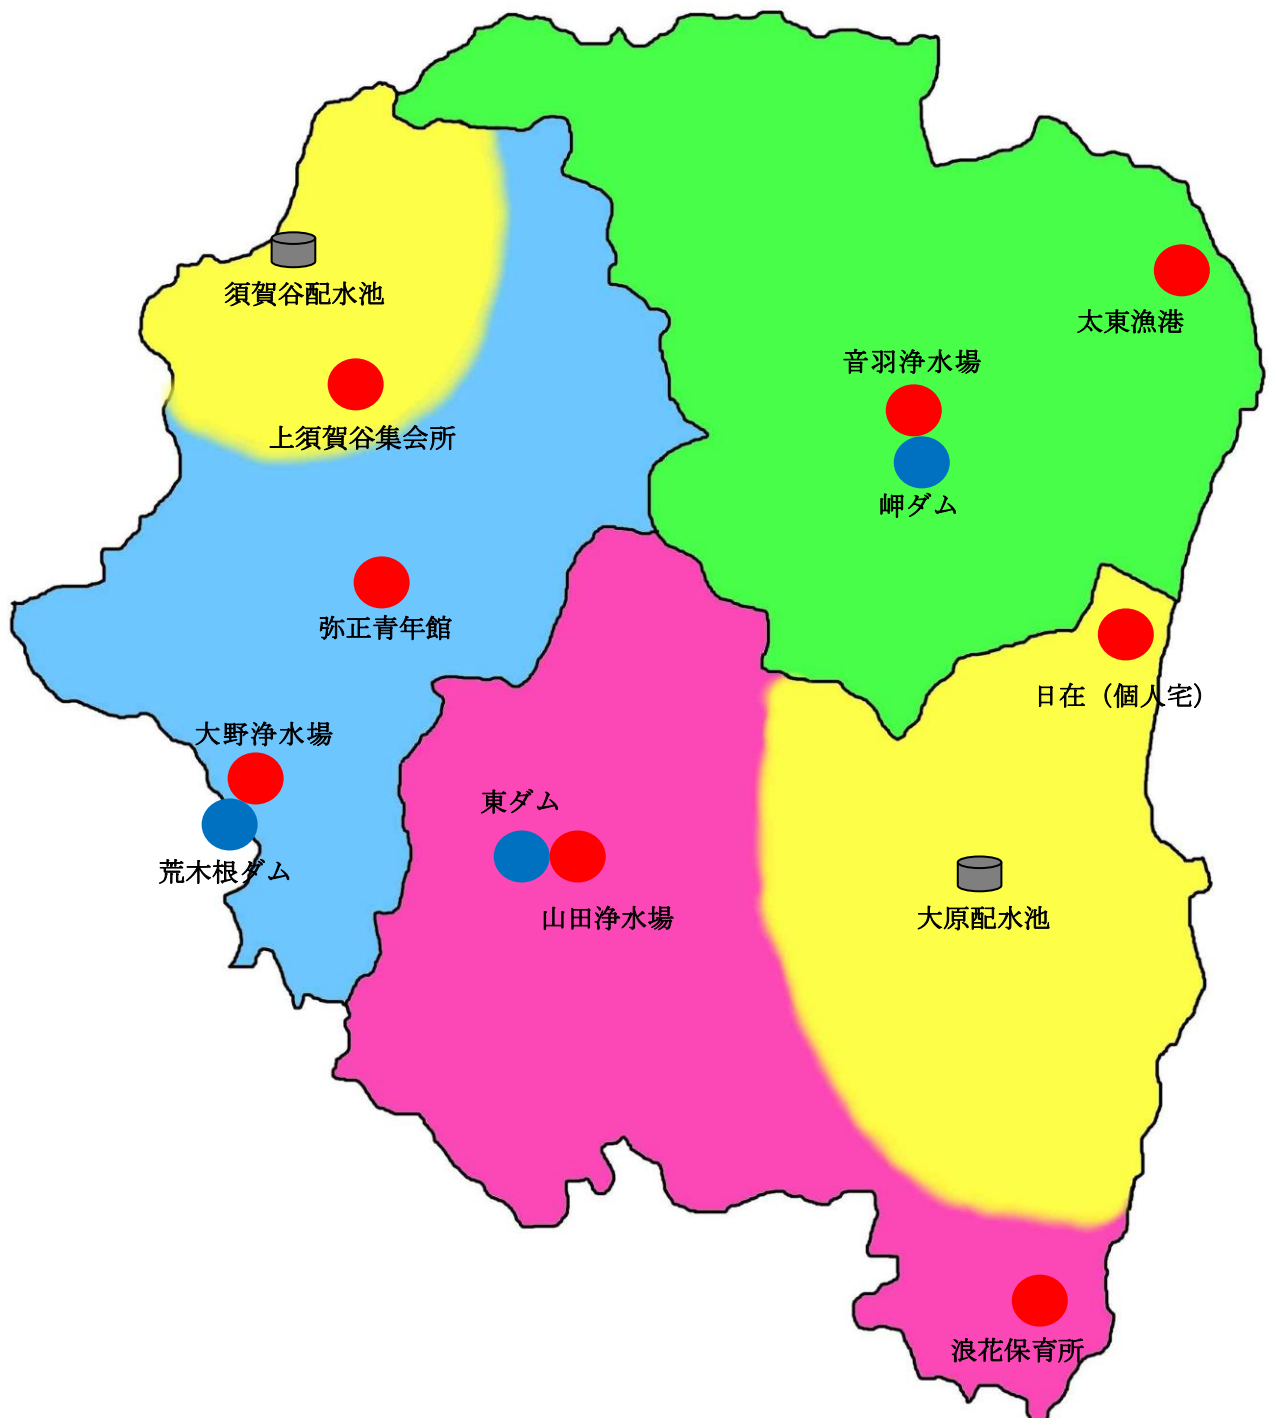 須賀谷配水池
太東漁港
音羽浄水場
上須賀谷集会所
岬ダム
弥正青年館
日在（個人宅）
大野浄水場
東ダム
荒木根ダム
山田浄水場
大原配水池
浪花保育所